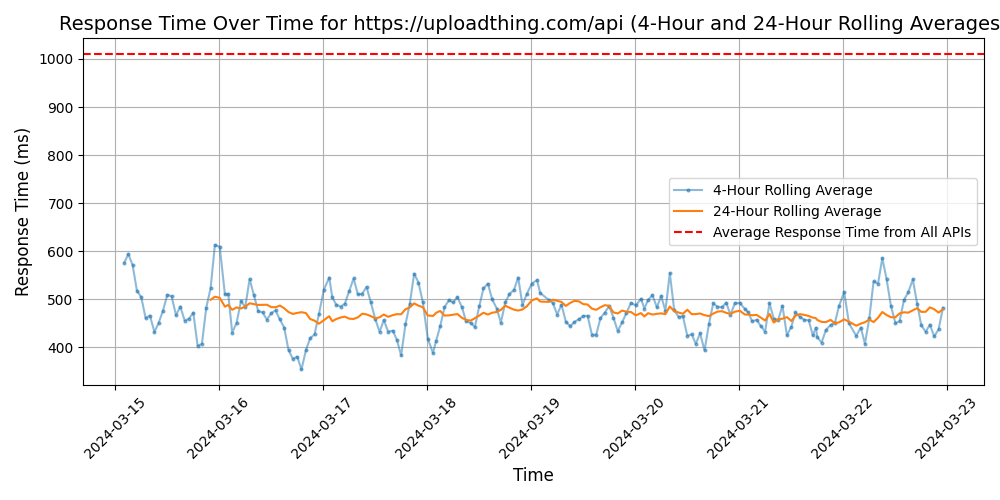 Response Time Over Time for https://uploadthing.com/api (4-Hour and 24-Hour Rolling Averages
Response Time (ms)
1000
900
800
700
600
500
400
4-Hour Rolling Average
24-Hour Rolling Average
Average Response Time from All APIs
2024-03-15
2024-03-16
2024-03-17
2024-03-18
2024-03-19
2024-03-20
2024-03-21
2024-03-22
2024-03-23
Time